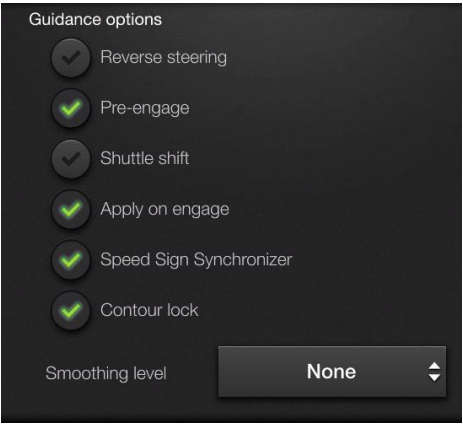 Guidance options
Reverse steering
Pre-engage
Shuttle shift
Apply on engage
Speed Sign Synchronizer
Contour lock
Smoothing level None